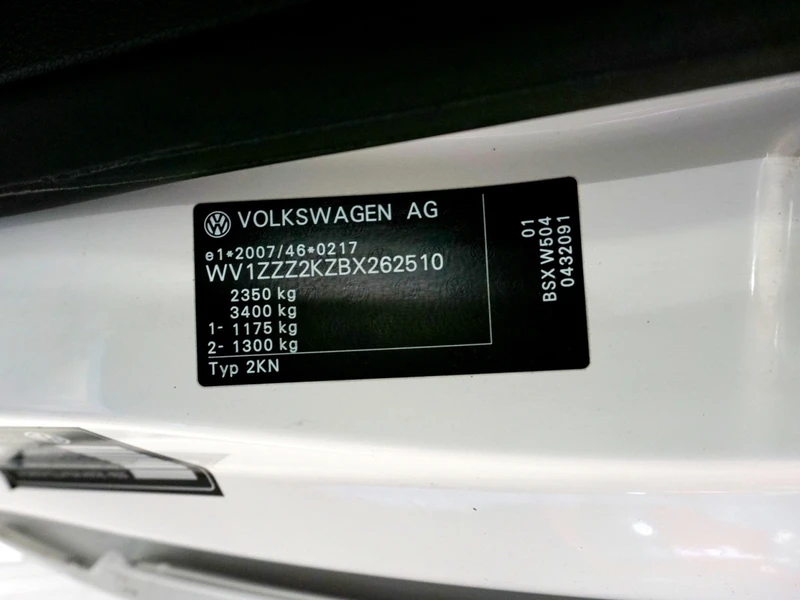 VOLKSWAGEN AG
e1*2007/46*0217
WV1ZZZ2KZBX262510
2350 kg
3400 kg
1- 1175 kg
2- 1300 kg
Typ 2KN
01
BSX W504
0432091